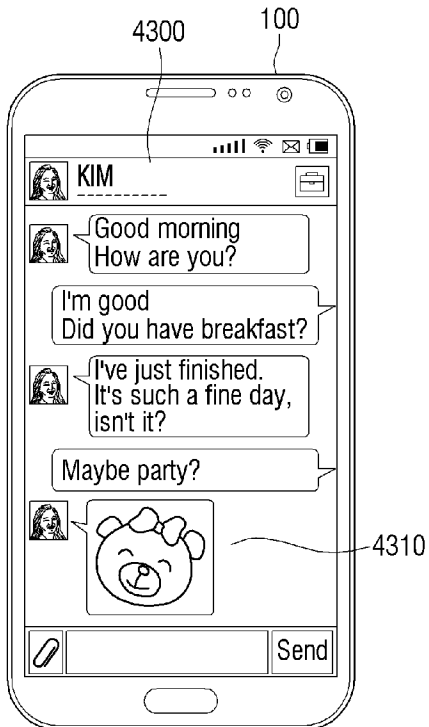 4300
100
KIM
Good morning
How are you?
I'm good
Did you have breakfast?
I've just finished.
It's such a fine day,
isn't it?
Maybe party?
4310
Send